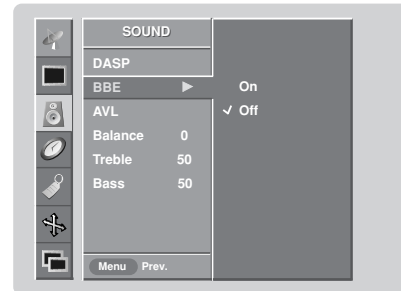 SOUND
DASP
BBE ▶ On
AVL ✓ Off
Balance 0
Treble 50
Bass 50
Menu Prev.